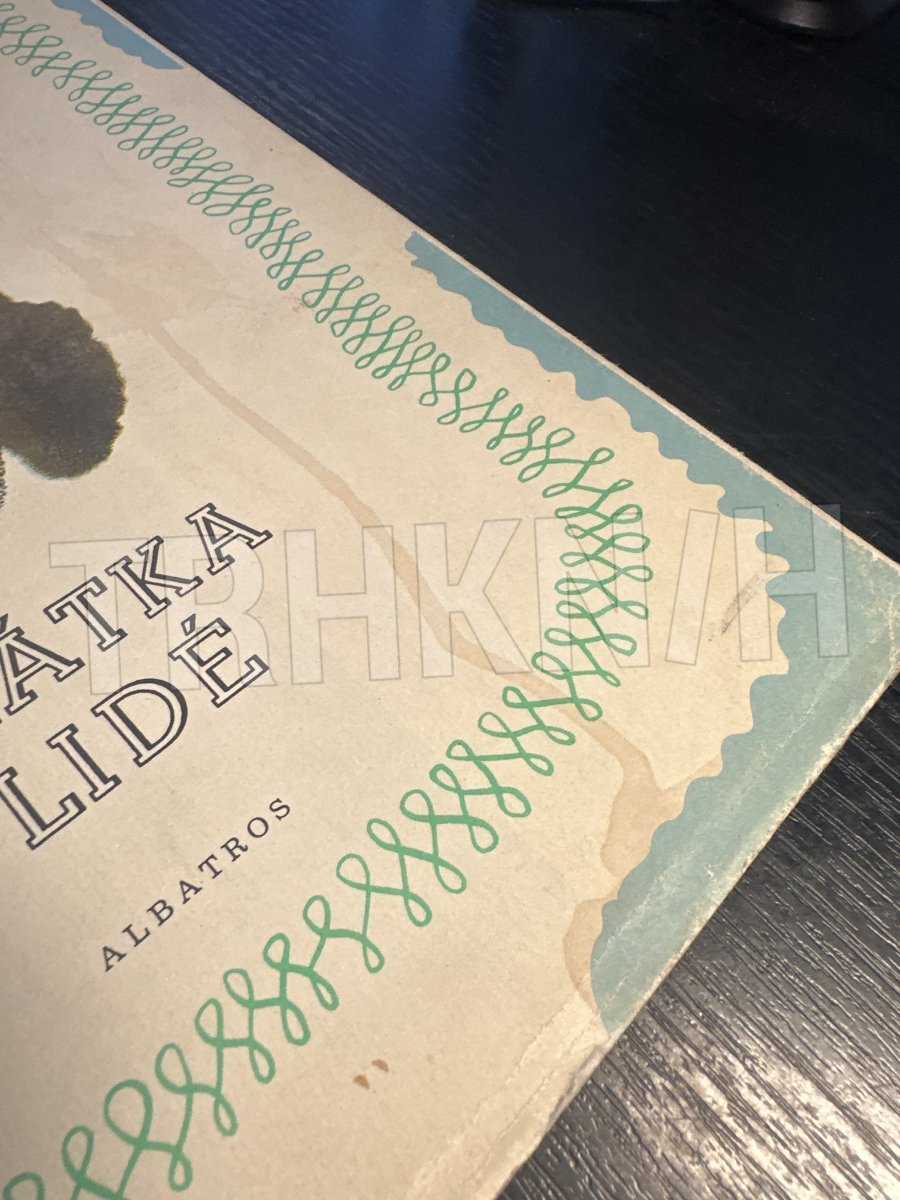 ÁTKA
LIDÉ
ALBATROS
TRHKNIH